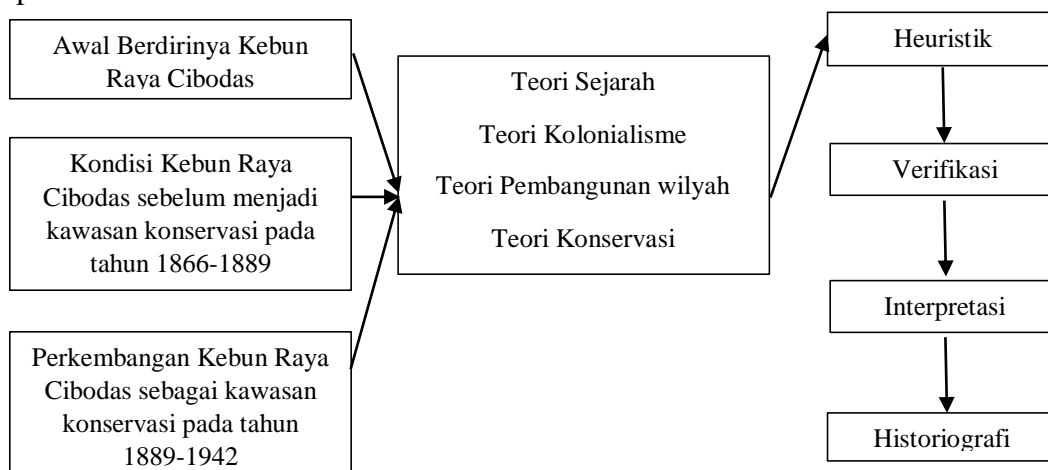 Awal Berdirinya Kebun
Raya Cibodas
Kondisi Kebun Raya
Cibodas sebelum menjadi
kawasan konservasi pada
tahun 1866-1889
Perkembangan Kebun Raya
Cibodas sebagai kawasan
konservasi pada tahun
1889-1942
Teori Sejarah
Teori Kolonialisme
Teori Pembangunan wilyah
Teori Konservasi
Heuristik
Verifikasi
Interpretasi
Historiografi